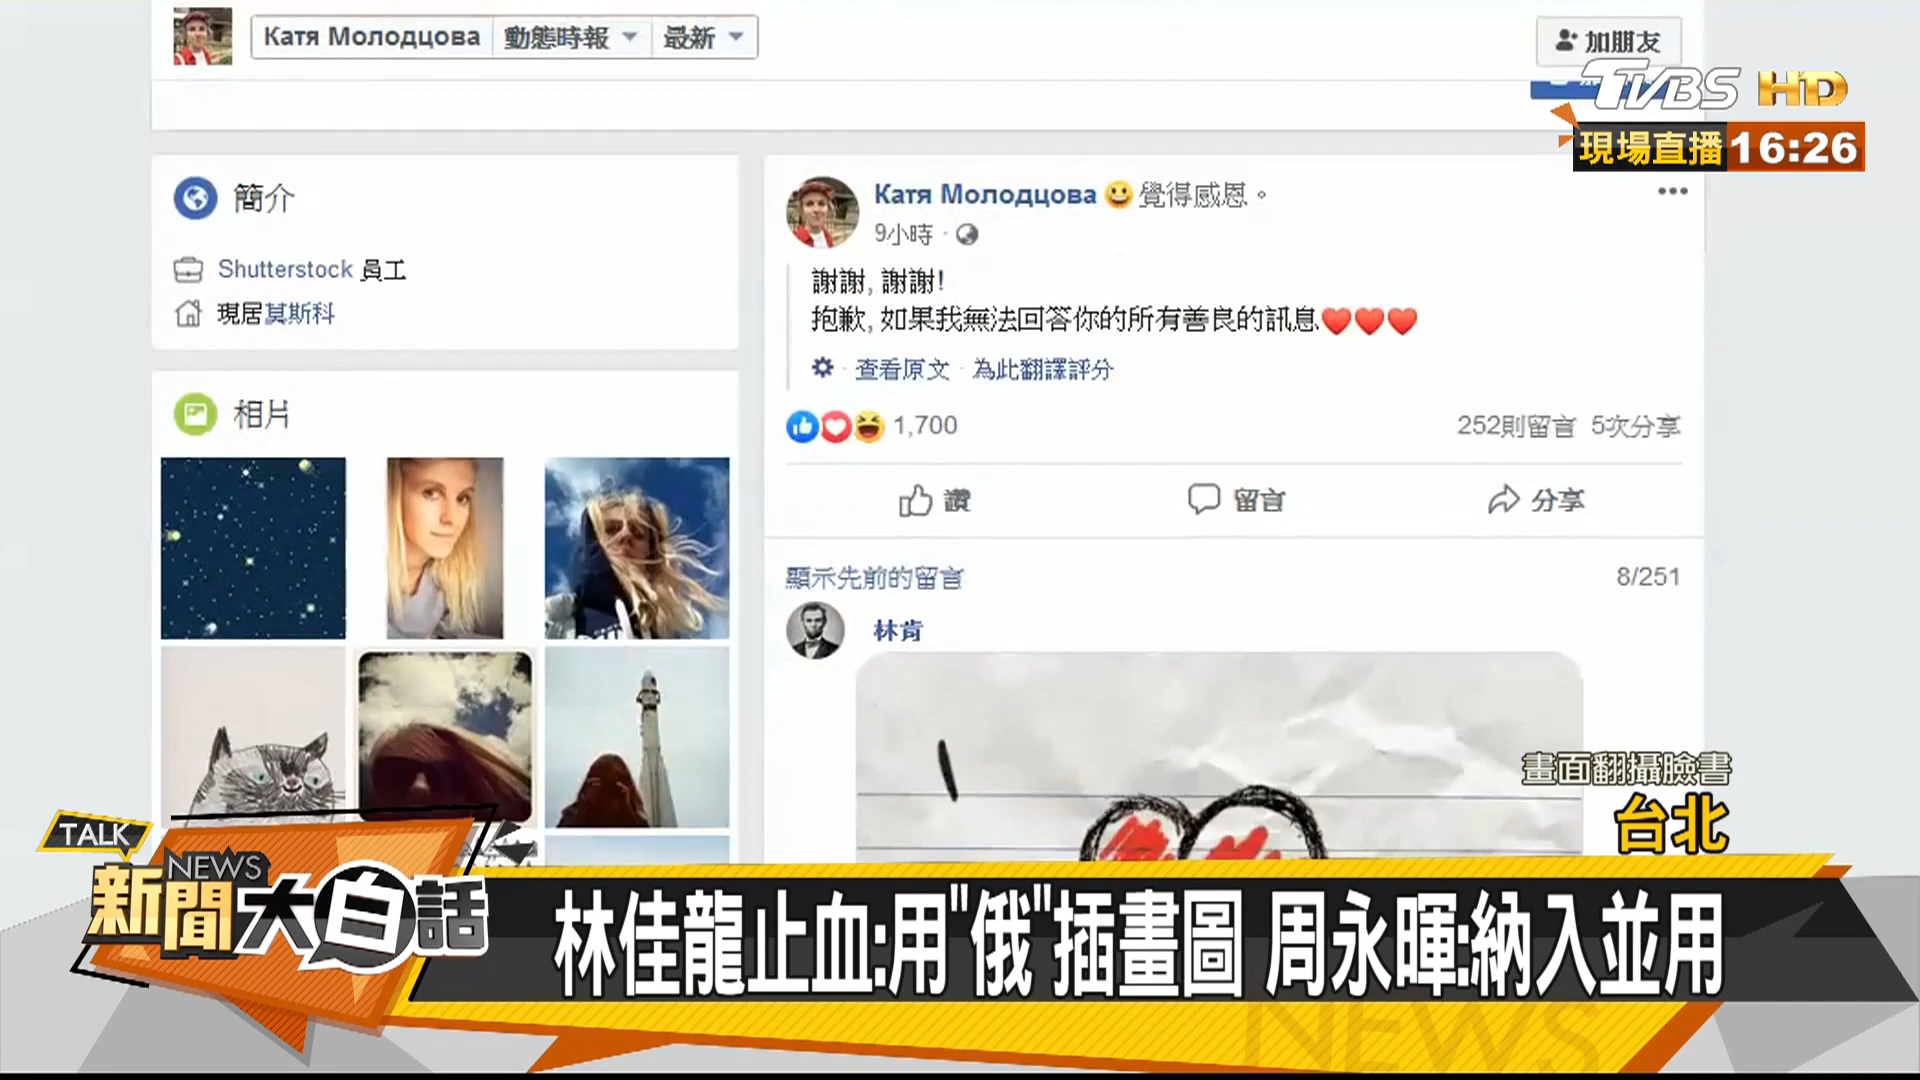 Катя Молодцова 動態時報 最新
加朋友
TVBS HD
現場直播 16:26
簡介
Shutterstock 員工
現居莫斯科
相片
Катя Молодцова 覺得感恩。
9小時
謝謝, 謝謝!
抱歉, 如果我無法回答你的所有善良的訊息
查看原文 · 為此翻譯評分
1,700
252則留言 5次分享
讚 留言 分享
顯示先前的留言 8/251
林肯
畫面翻攝臉書
台北
TALK
NEWS
新聞大白話
林佳龍止血:用"俄"插畫圖 周永暉:納入並用
NEWS